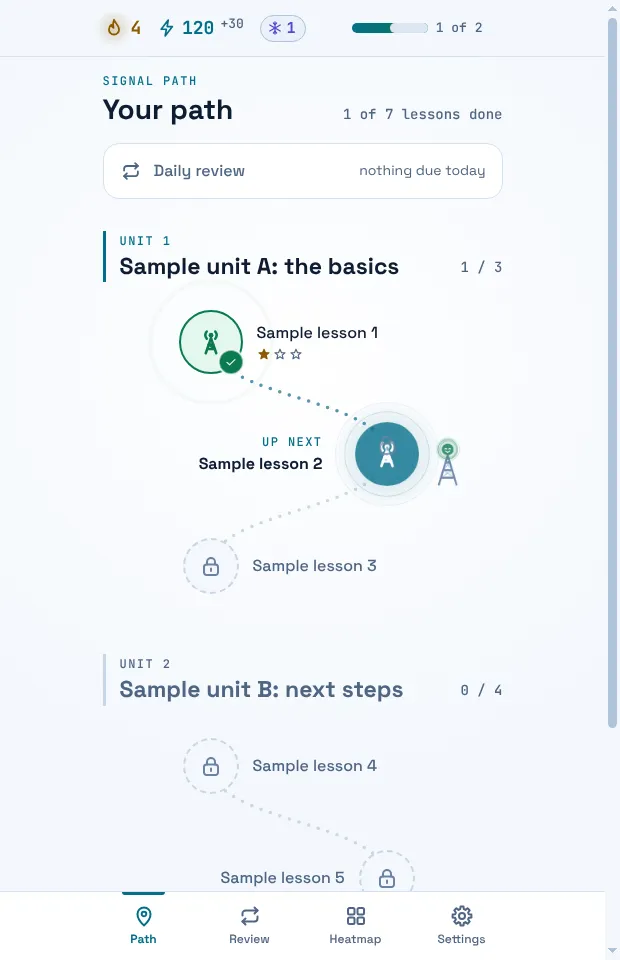 4 120 +30 1 1 of 2
SIGNAL PATH
Your path 1 of 7 lessons done
Daily review nothing due today
UNIT 1
Sample unit A: the basics 1 / 3
Sample lesson 1
UP NEXT
Sample lesson 2
Sample lesson 3
UNIT 2
Sample unit B: next steps 0 / 4
Sample lesson 4
Sample lesson 5
Path Review Heatmap Settings